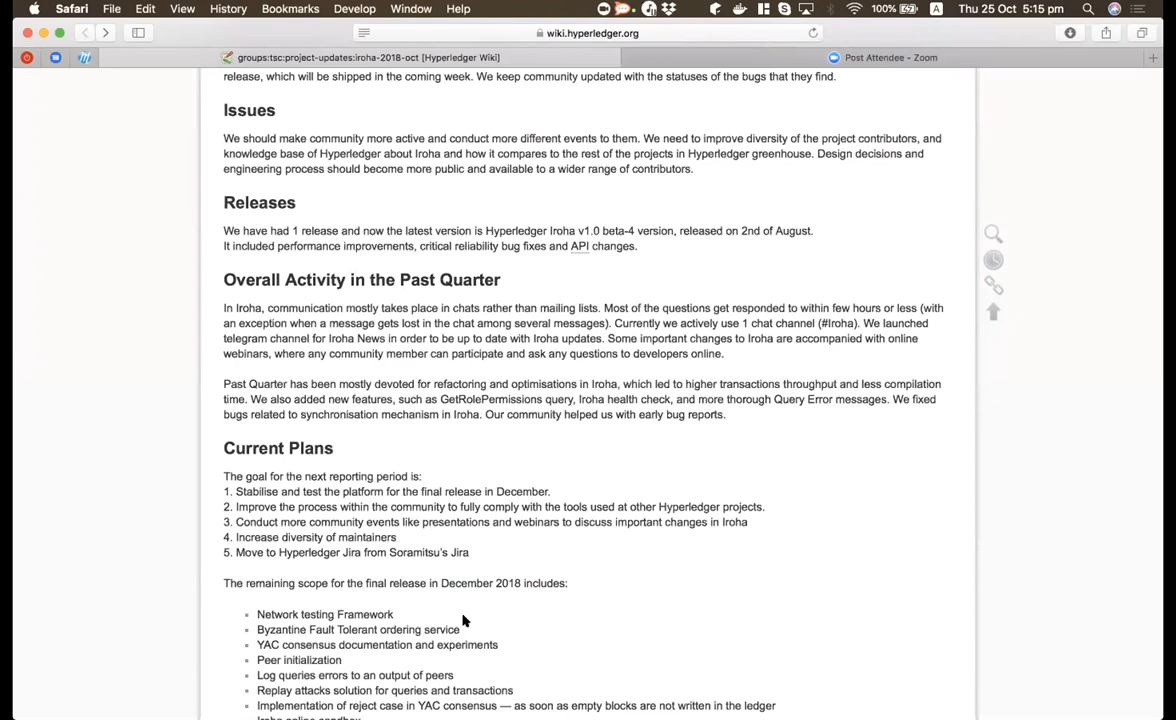 Safari File Edit View History Bookmarks Develop Window Help 100% A Thu 25 Oct 5:15 pm
wiki.hyperledger.org
groups:tsc:project-updates:iroha-2018-oct [Hyperledger Wiki] Post Attendee - Zoom
release, which will be shipped in the coming week. We keep community updated with the statuses of the bugs that they find.
Issues
We should make community more active and conduct more different events to them. We need to improve diversity of the project contributors, and
knowledge base of Hyperledger about Iroha and how it compares to the rest of the projects in Hyperledger greenhouse. Design decisions and
engineering process should become more public and available to a wider range of contributors.
Releases
We have had 1 release and now the latest version is Hyperledger Iroha v1.0 beta-4 version, released on 2nd of August.
It included performance improvements, critical reliability bug fixes and API changes.
Overall Activity in the Past Quarter
In Iroha, communication mostly takes place in chats rather than mailing lists. Most of the questions get responded to within few hours or less (with
an exception when a message gets lost in the chat among several messages). Currently we actively use 1 chat channel (#Iroha). We launched
telegram channel for Iroha News in order to be up to date with Iroha updates. Some important changes to Iroha are accompanied with online
webinars, where any community member can participate and ask any questions to developers online.
Past Quarter has been mostly devoted for refactoring and optimisations in Iroha, which led to higher transactions throughput and less compilation
time. We also added new features, such as GetRolePermissions query, Iroha health check, and more thorough Query Error messages. We fixed
bugs related to synchronisation mechanism in Iroha. Our community helped us with early bug reports.
Current Plans
The goal for the next reporting period is:
1. Stabilise and test the platform for the final release in December.
2. Improve the process within the community to fully comply with the tools used at other Hyperledger projects.
3. Conduct more community events like presentations and webinars to discuss important changes in Iroha
4. Increase diversity of maintainers
5. Move to Hyperledger Jira from Soramitsu's Jira
The remaining scope for the final release in December 2018 includes:
Network testing Framework
Byzantine Fault Tolerant ordering service
YAC consensus documentation and experiments
Peer initialization
Log queries errors to an output of peers
Replay attacks solution for queries and transactions
Implementation of reject case in YAC consensus — as soon as empty blocks are not written in the ledger
Iroha online sandbox